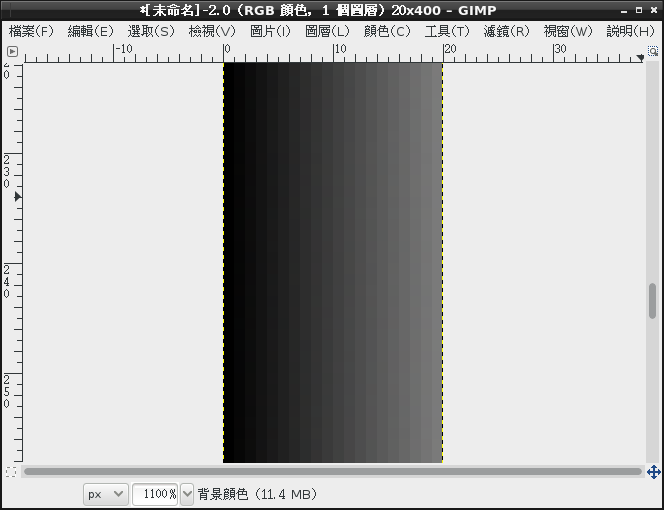 *[未命名]-2.0 (RGB 顏色, 1 個圖層) 20x400 – GIMP
檔案(F) 編輯(E) 選取(S) 檢視(V) 圖片(I) 圖層(L) 顏色(C) 工具(T) 濾鏡(R) 視窗(W) 說明(H)
-10 0 10 20 30
230
240
250
px 1100% 背景顏色 (11.4 MB)